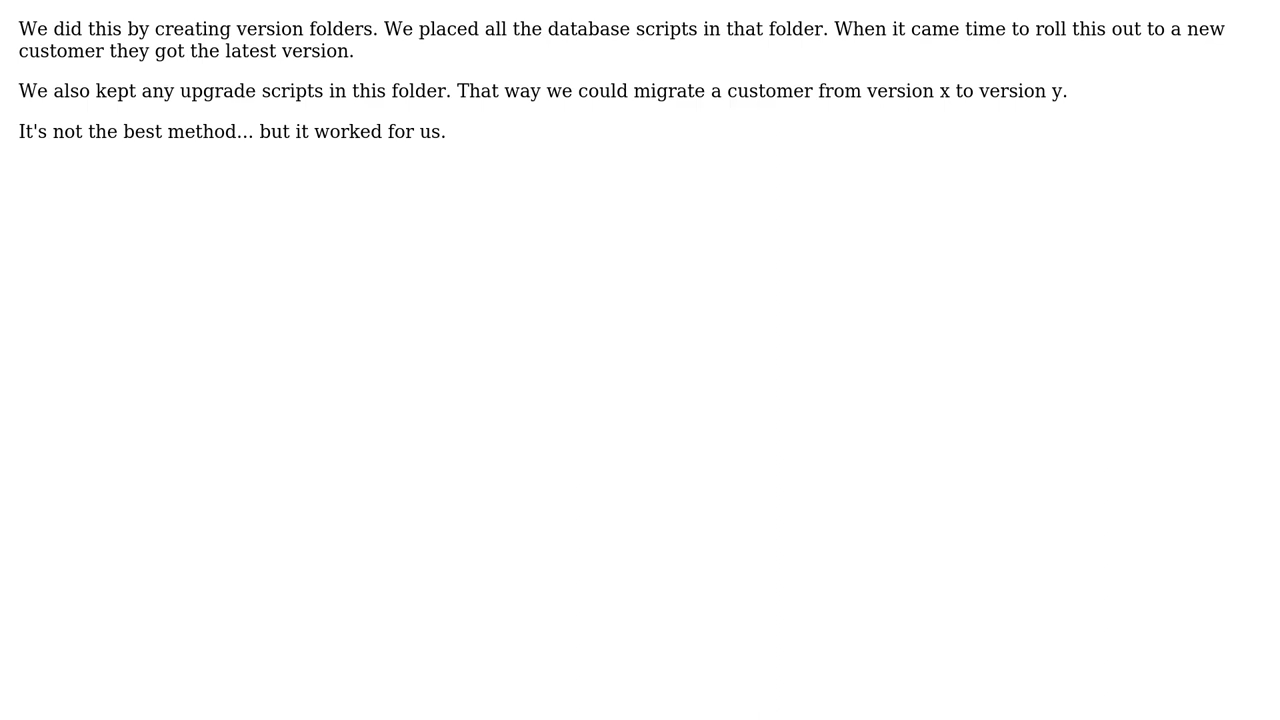 We did this by creating version folders. We placed all the database scripts in that folder. When it came time to roll this out to a new
customer they got the latest version.
We also kept any upgrade scripts in this folder. That way we could migrate a customer from version x to version y.
It's not the best method... but it worked for us.